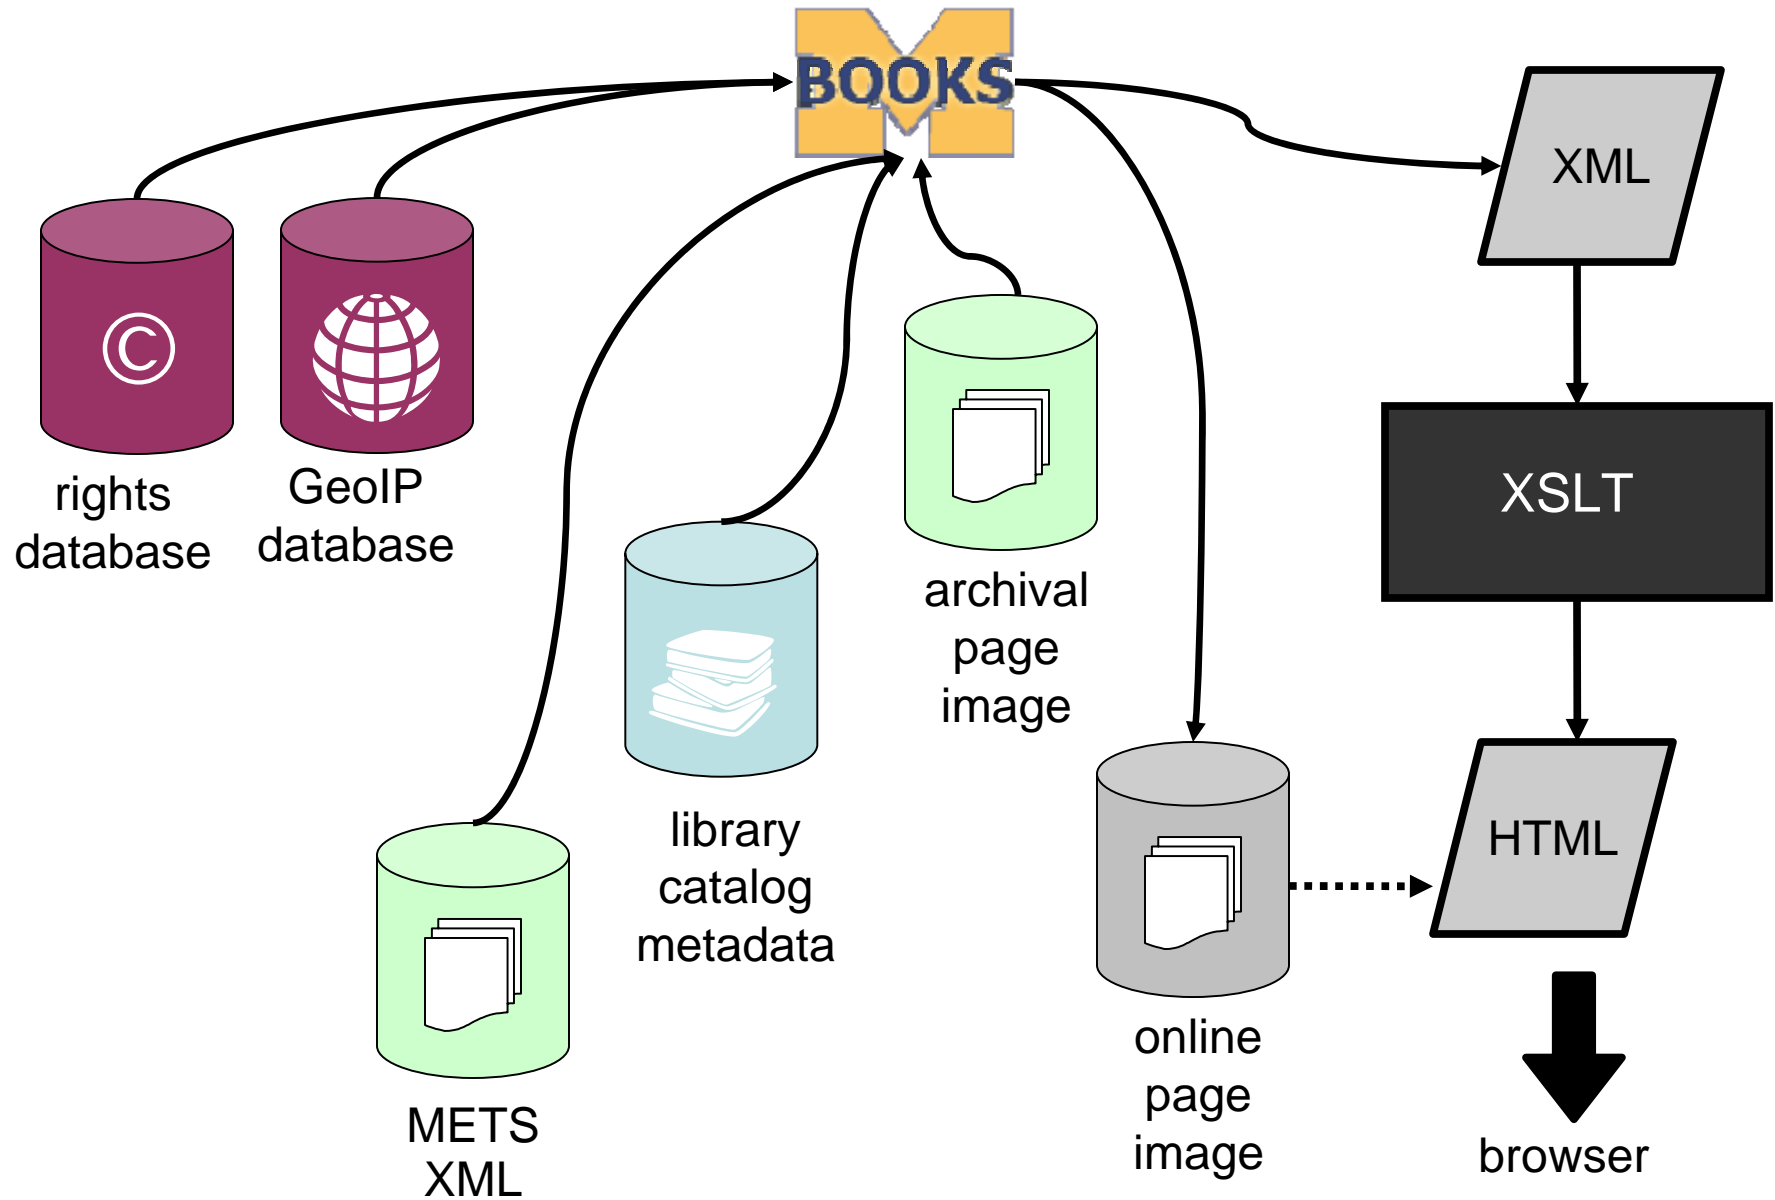 BOOKS
XML
©
rights
database
GeoIP
database
XSLT
archival
page
image
library
catalog
metadata
HTML
online
page
image
METS
XML
browser